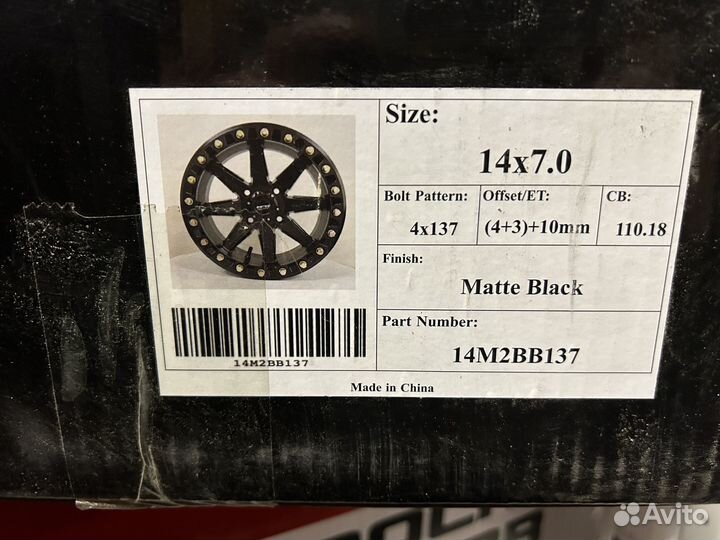 Size:
14x7.0
Bolt Pattern:
4x137
Offset/ET:
(4+3)+10mm
CB:
110.18
Finish:
Matte Black
Part Number:
14M2BB137
14M2BB137
Made in China
Avito